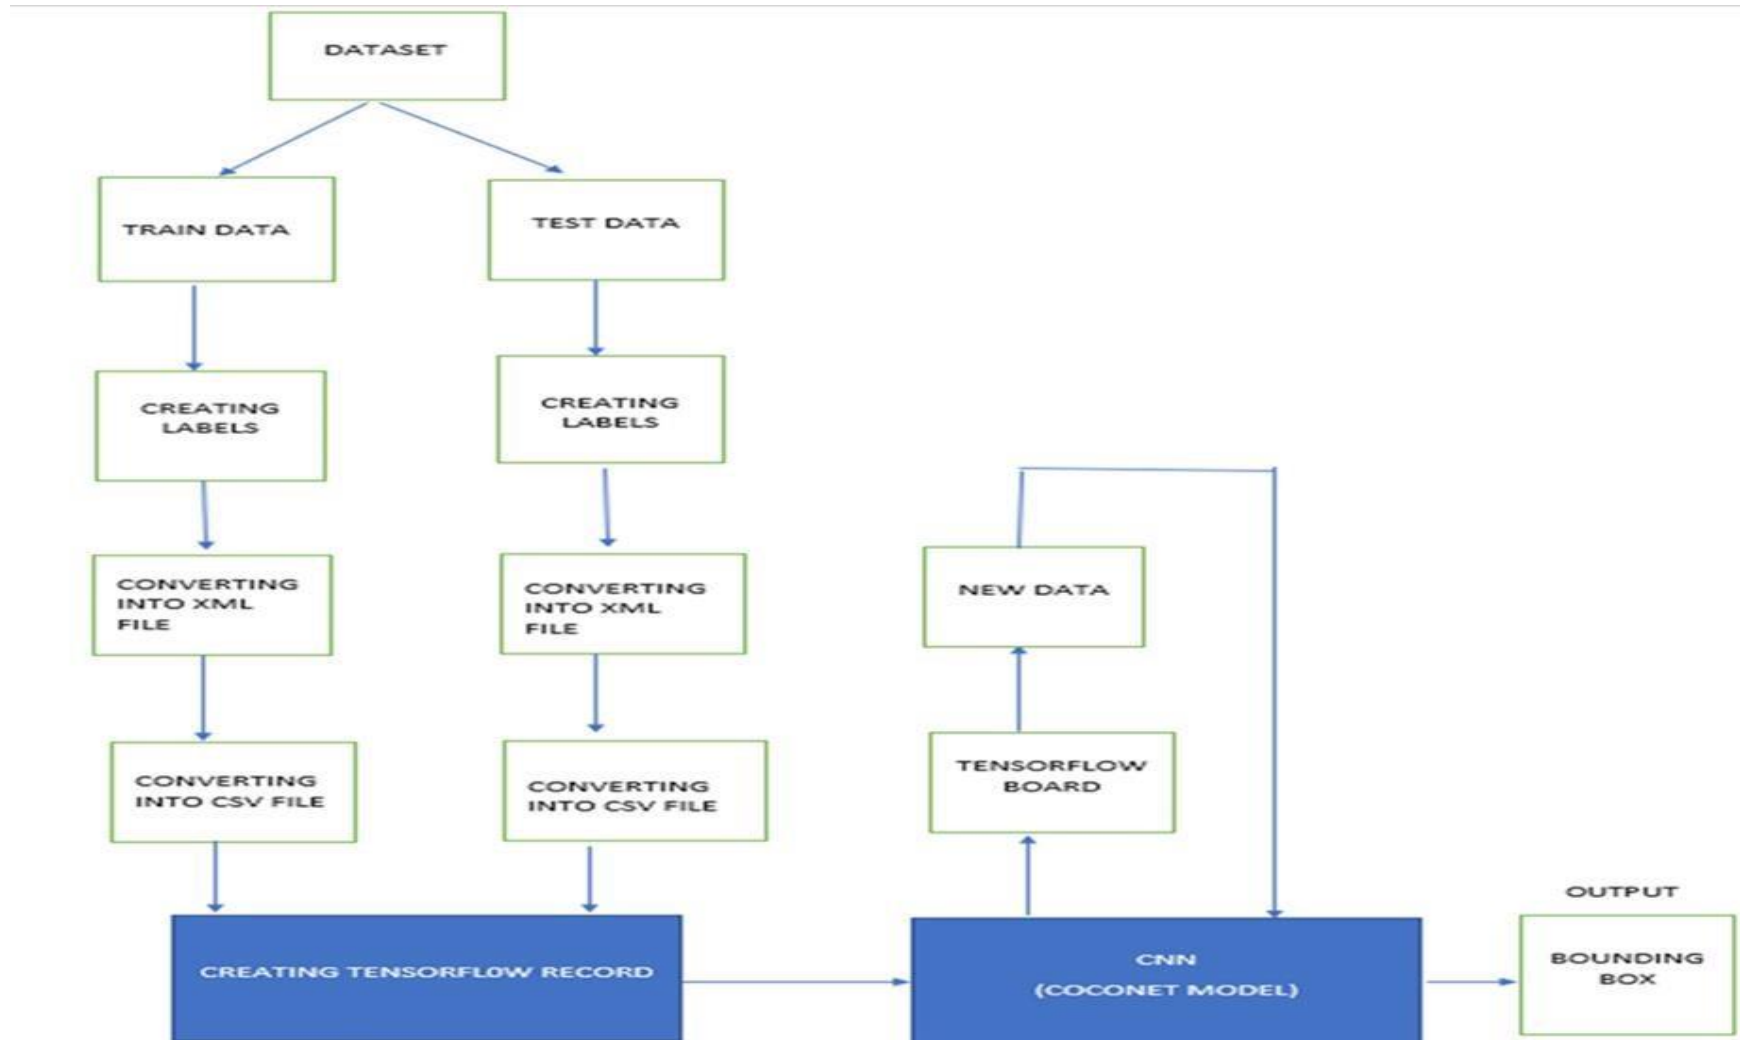 DATASET
TRAIN DATA
TEST DATA
CREATING
LABELS
CREATING
LABELS
CONVERTING
INTO XML
FILE
CONVERTING
INTO XML
FILE
NEW DATA
CONVERTING
INTO CSV FILE
CONVERTING
INTO CSV FILE
TENSORFLOW
BOARD
CREATING TENSORFL0W RECORD
CNN
(COCONET MODEL)
OUTPUT
BOUNDING
BOX